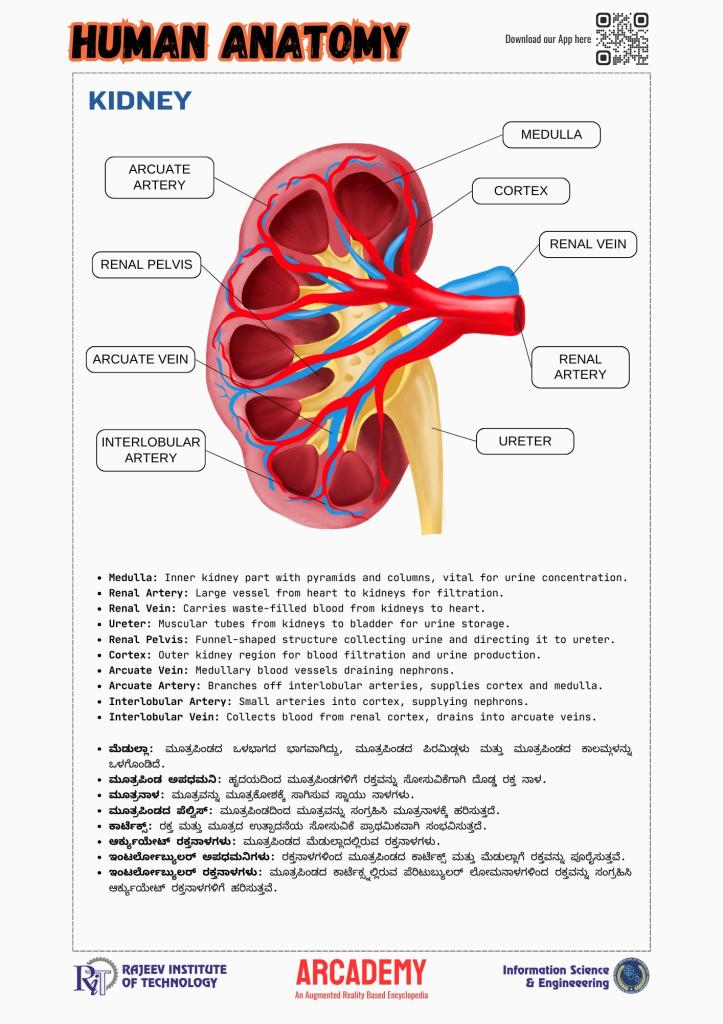 HUMAN ANATOMY
Download our App here
KIDNEY
MEDULLA
ARCUATE
ARTERY
CORTEX
RENAL VEIN
RENAL PELVIS
ARCUATE VEIN
RENAL
ARTERY
INTERLOBULAR
ARTERY
URETER
• Medulla: Inner kidney part with pyramids and columns, vital for urine concentration.
• Renal Artery: Large vessel from heart to kidneys for filtration.
• Renal Vein: Carries waste-filled blood from kidneys to heart.
• Ureter: Muscular tubes from kidneys to bladder for urine storage.
• Renal Pelvis: Funnel-shaped structure collecting urine and directing it to ureter.
• Cortex: Outer kidney region for blood filtration and urine production.
• Arcuate Vein: Medullary blood vessels draining nephrons.
• Arcuate Artery: Branches off interlobular arteries, supplies cortex and medulla.
• Interlobular Artery: Small arteries into cortex, supplying nephrons.
• Interlobular Vein: Collects blood from renal cortex, drains into arcuate veins.
• ಮೆಡುಲ್ಲಾ: ಮೂತ್ರಪಿಂಡದ ಒಳಭಾಗದ ಭಾಗವಾಗಿದ್ದು, ಮೂತ್ರಪಿಂಡದ ಪಿರಮಿಡ್ಗಳು ಮತ್ತು ಮೂತ್ರಪಿಂಡದ ಕಾಲಮ್ಗಳನ್ನು
ಒಳಗೊಂಡಿದೆ.
• ಮೂತ್ರಪಿಂಡ ಅಪಧಮನಿ: ಹೃದಯದಿಂದ ಮೂತ್ರಪಿಂಡಗಳಿಗೆ ರಕ್ತವನ್ನು ಸೋಸುವಿಕೆಗಾಗಿ ದೊಡ್ಡ ರಕ್ತ ನಾಳ.
• ಮೂತ್ರನಾಳ: ಮೂತ್ರವನ್ನು ಮೂತ್ರಕೋಶಕ್ಕೆ ಸಾಗಿಸುವ ಸ್ನಾಯು ನಾಳಗಳು.
• ಮೂತ್ರಪಿಂಡದ ಪೆಲ್ವಿಸ್: ಮೂತ್ರಪಿಂಡದಿಂದ ಮೂತ್ರವನ್ನು ಸಂಗ್ರಹಿಸಿ ಮೂತ್ರನಾಳಕ್ಕೆ ಹರಿಸುತ್ತದೆ.
• ಕಾರ್ಟೆಕ್ಸ್: ರಕ್ತ ಮತ್ತು ಮೂತ್ರದ ಉತ್ಪಾದನೆಯ ಸೋಸುವಿಕೆ ಪ್ರಾಥಮಿಕವಾಗಿ ಸಂಭವಿಸುತ್ತದೆ.
• ಆರ್ಕ್ಯುಯೇಟ್ ರಕ್ತನಾಳಗಳು: ಮೂತ್ರಪಿಂಡದ ಮೆಡುಲ್ಲಾದಲ್ಲಿರುವ ರಕ್ತನಾಳಗಳು.
• ಇಂಟರ್ಲೋಬ್ಯುಲರ್ ಅಪಧಮನಿಗಳು: ರಕ್ತನಾಳಗಳಿಂದ ಮೂತ್ರಪಿಂಡದ ಕಾರ್ಟೆಕ್ಸ್ ಮತ್ತು ಮೆಡುಲ್ಲಾಗೆ ರಕ್ತವನ್ನು ಪೂರೈಸುತ್ತವೆ.
• ಇಂಟರ್ಲೋಬ್ಯುಲರ್ ರಕ್ತನಾಳಗಳು: ಮೂತ್ರಪಿಂಡದ ಕಾರ್ಟೆಕ್ಸ್ನಲ್ಲಿರುವ ಪೆರಿಟುಬ್ಯುಲರ್ ಲೋಮನಾಳಗಳಿಂದ ರಕ್ತವನ್ನು ಸಂಗ್ರಹಿಸಿ
ಆರ್ಕ್ಯುಯೇಟ್ ರಕ್ತನಾಳಗಳಿಗೆ ಹರಿಸುತ್ತವೆ.
RiT RAJEEV INSTITUTE
OF TECHNOLOGY
ARCADEMY
An Augmented Reality Based Encyclopedia
Information Science
& Engineeering